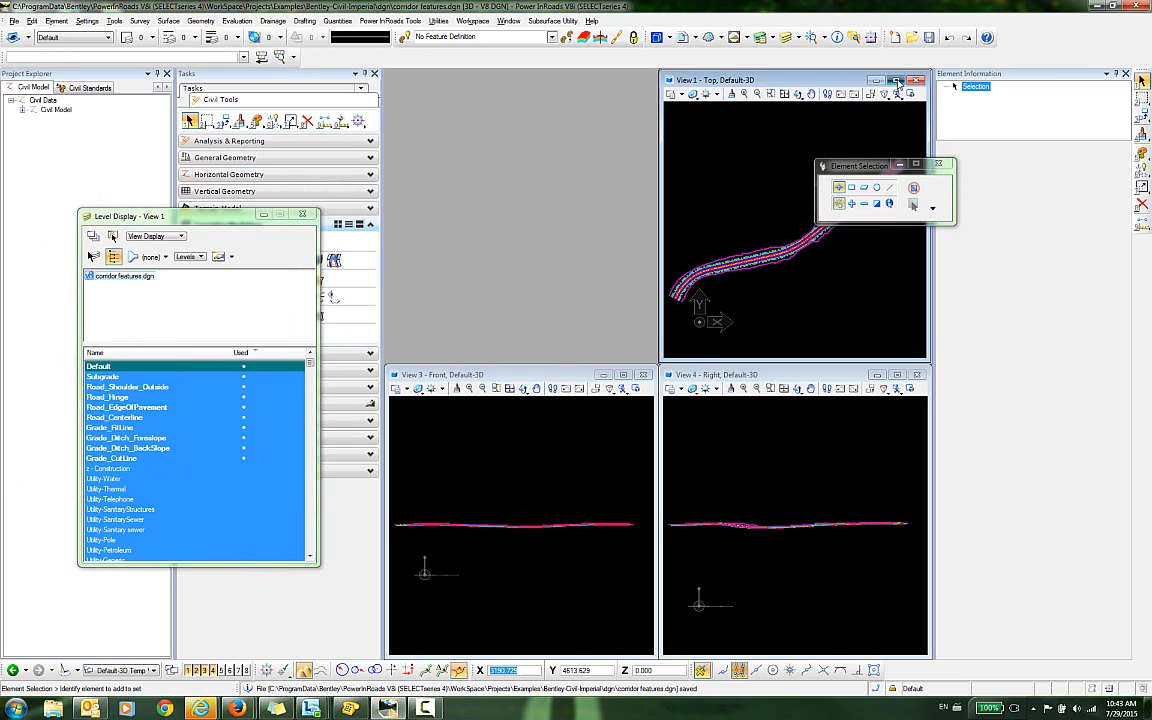 C:\ProgramData\Bentley\PowerInRoads V8i (SELECTseries 4)\WorkSpace\Projects\Examples\Bentley-Civil-Imperial\dgn\corridor features.dgn [3D - V8 DGN] - Power InRoads V8i (SELECTseries 4)
File Edit Element Settings Tools Survey Surface Geometry Evaluation Drainage Drafting Quantities Power InRoads Tools Utilities Workspace Window Subsurface Utility Help
Default 0 0 0 No Feature Definition
Project Explorer
Civil Model Civil Standards
Civil Data
Civil Model
Tasks
Tasks
Civil Tools
Analysis & Reporting
General Geometry
Horizontal Geometry
Vertical Geometry
View 1 - Top, Default-3D
Element Selection
Y
X
Element Information
Selection
Level Display - View 1
View Display
(none) Levels
corridor features.dgn
Name Used
Default
Subgrade
Road_Shoulder_Outside
Road_Hinge
Road_EdgeOfPavement
Road_Centerline
Grade_FillLine
Grade_Ditch_Foreslope
Grade_Ditch_BackSlope
Grade_CutLine
z - Construction
Utility-Water
Utility-Thermal
Utility-Telephone
Utility-SanitaryStructures
Utility-SanitarySewer
Utility-Sanitary sewer
Utility-Pole
Utility-Petroleum
View 3 - Front, Default-3D
View 4 - Right, Default-3D
Default-3D Temp V 1 2 3 4 5 6 7 8 X 3190.729 Y 4613.629 Z 0.000
Element Selection > Identify element to add to set
File [C:\ProgramData\Bentley\PowerInRoads V8i (SELECTseries 4)\WorkSpace\Projects\Examples\Bentley-Civil-Imperial\dgn\corridor features.dgn] saved
Default
EN 100% 10:43 AM
7/29/2015